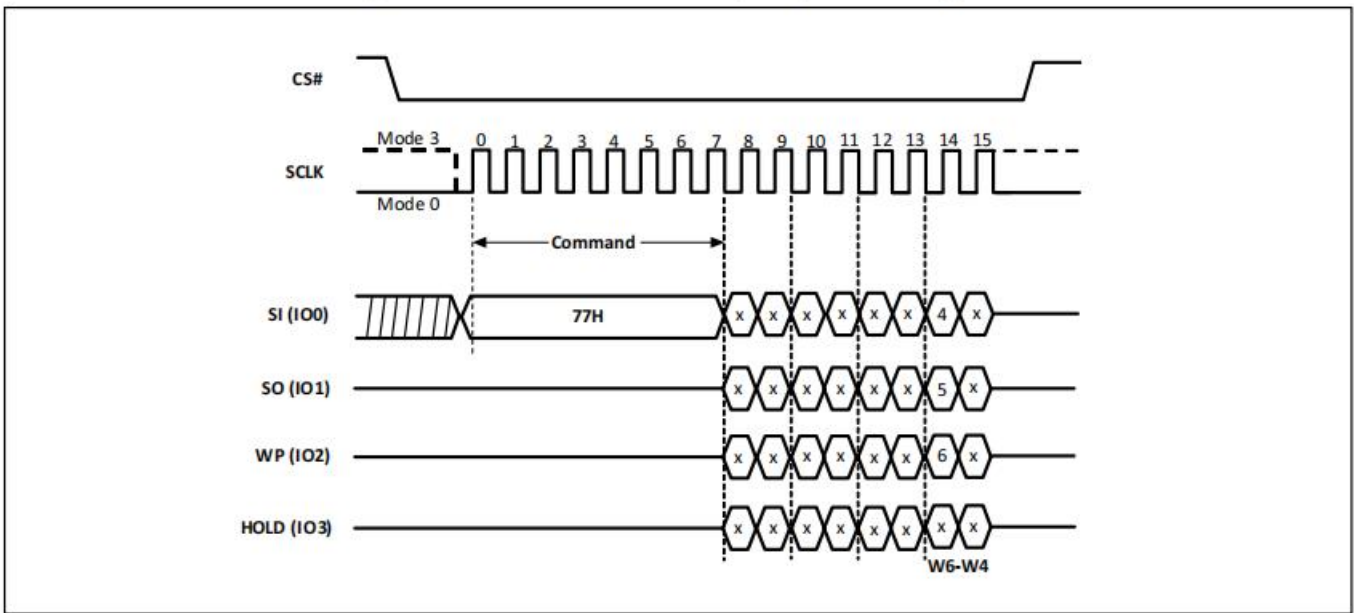 CS#
Mode 3
0 1 2 3 4 5 6 7 8 9 10 11 12 13 14 15
SCLK
Mode 0
Command
SI (IO0) 77H x x x x x x 4 x
SO (IO1) x x x x x x 5 x
WP (IO2) x x x x x x 6 x
HOLD (IO3) x x x x x x x x
W6-W4